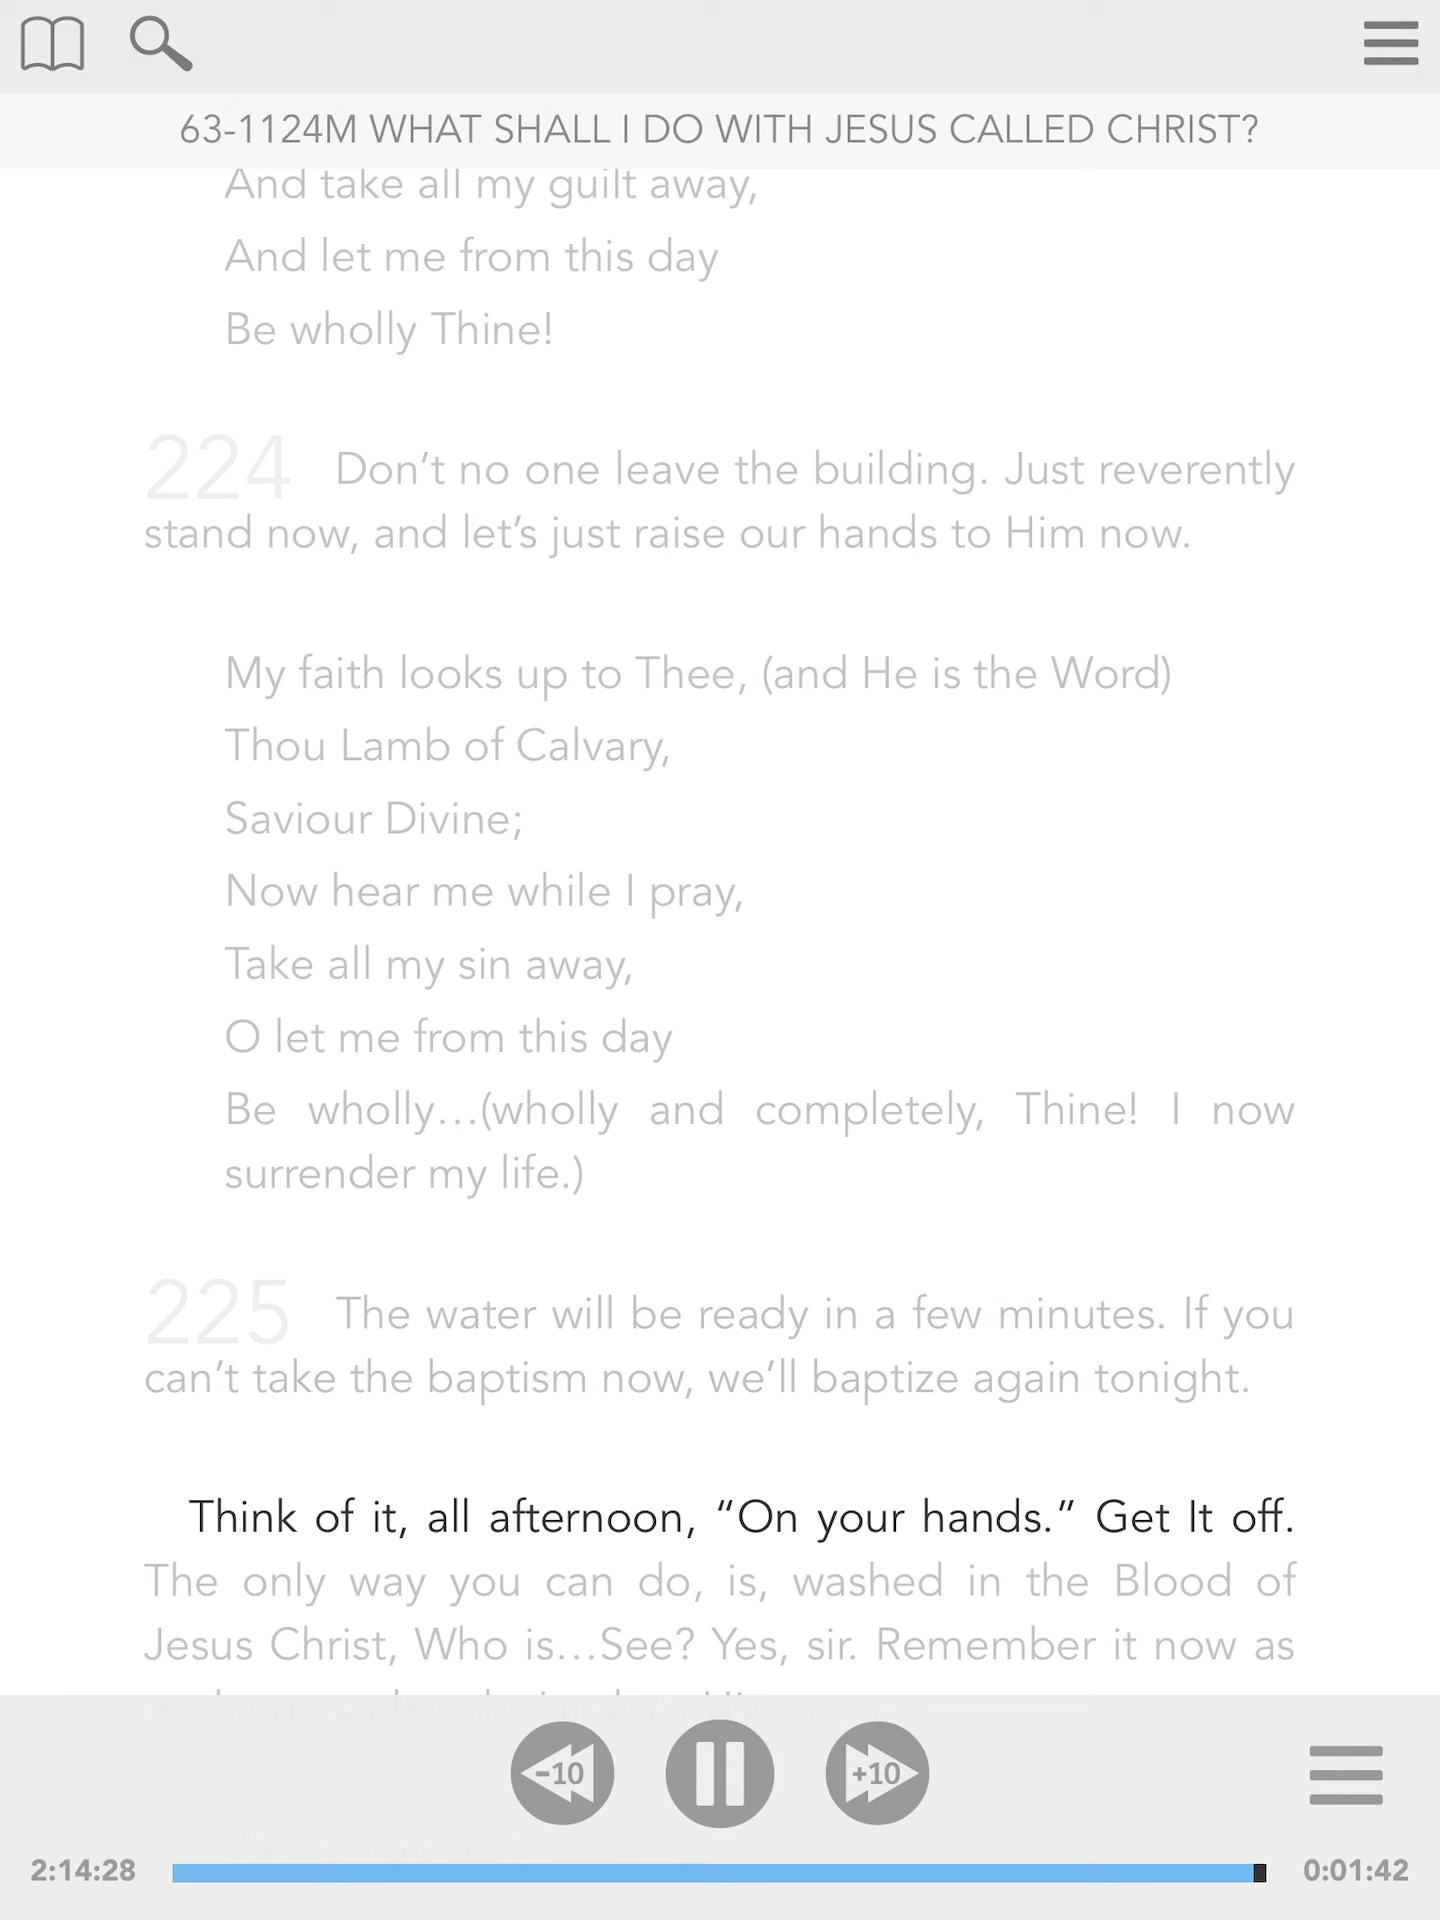 63-1124M WHAT SHALL I DO WITH JESUS CALLED CHRIST?
And take all my guilt away,
And let me from this day
Be wholly Thine!
224 Don’t no one leave the building. Just reverently
stand now, and let’s just raise our hands to Him now.
My faith looks up to Thee, (and He is the Word)
Thou Lamb of Calvary,
Saviour Divine;
Now hear me while I pray,
Take all my sin away,
O let me from this day
Be wholly…(wholly and completely, Thine! I now
surrender my life.)
225 The water will be ready in a few minutes. If you
can’t take the baptism now, we’ll baptize again tonight.
Think of it, all afternoon, “On your hands.” Get It off.
The only way you can do, is, washed in the Blood of
Jesus Christ, Who is…See? Yes, sir. Remember it now as
-10 +10
2:14:28 0:01:42